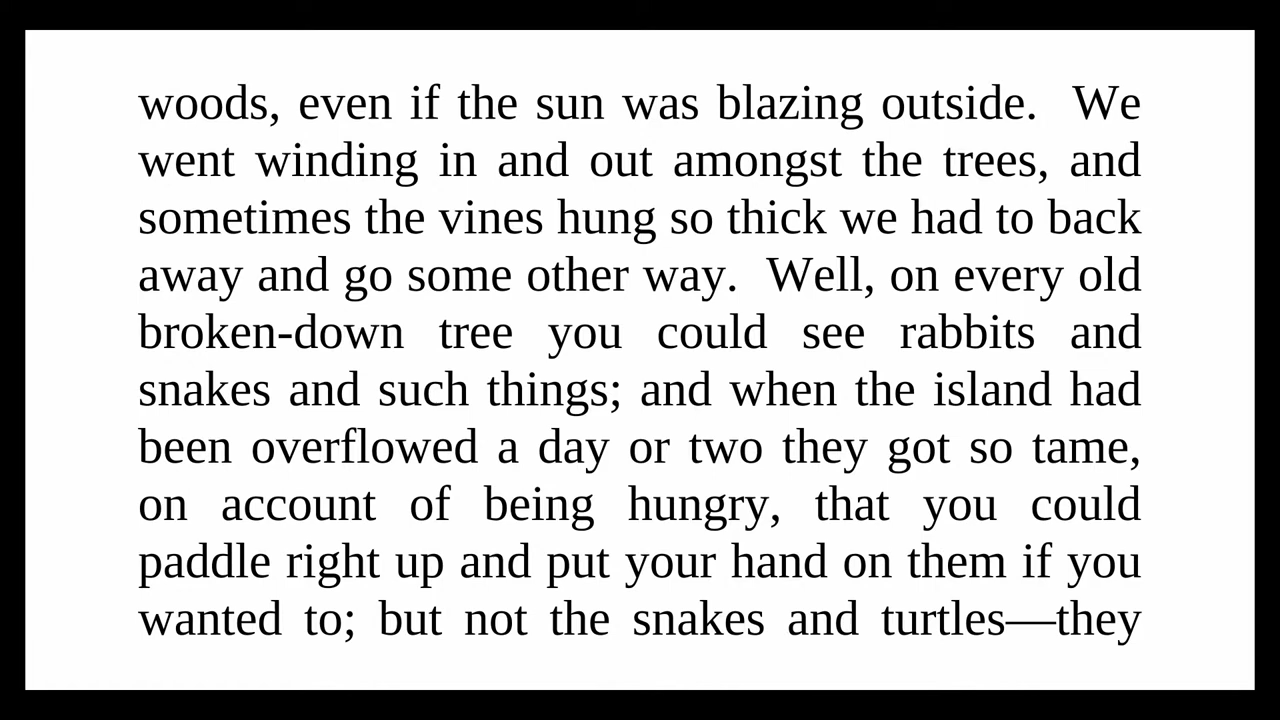 woods, even if the sun was blazing outside.  We
went winding in and out amongst the trees, and
sometimes the vines hung so thick we had to back
away and go some other way.  Well, on every old
broken-down tree you could see rabbits and
snakes and such things; and when the island had
been overflowed a day or two they got so tame,
on account of being hungry, that you could
paddle right up and put your hand on them if you
wanted to; but not the snakes and turtles—they